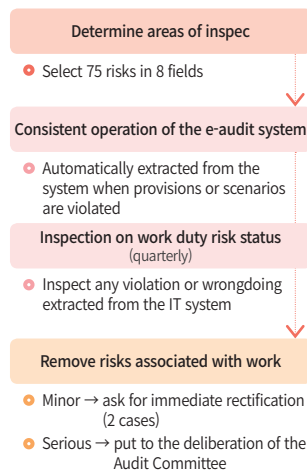 Determine areas of inspec
Select 75 risks in 8 fields
Consistent operation of the e-audit system
Automatically extracted from the
system when provisions or scenarios
are violated
Inspection on work duty risk status
(quarterly)
Inspect any violation or wrongdoing
extracted from the IT system
Remove risks associated with work
Minor → ask for immediate rectification
(2 cases)
Serious → put to the deliberation of the
Audit Committee